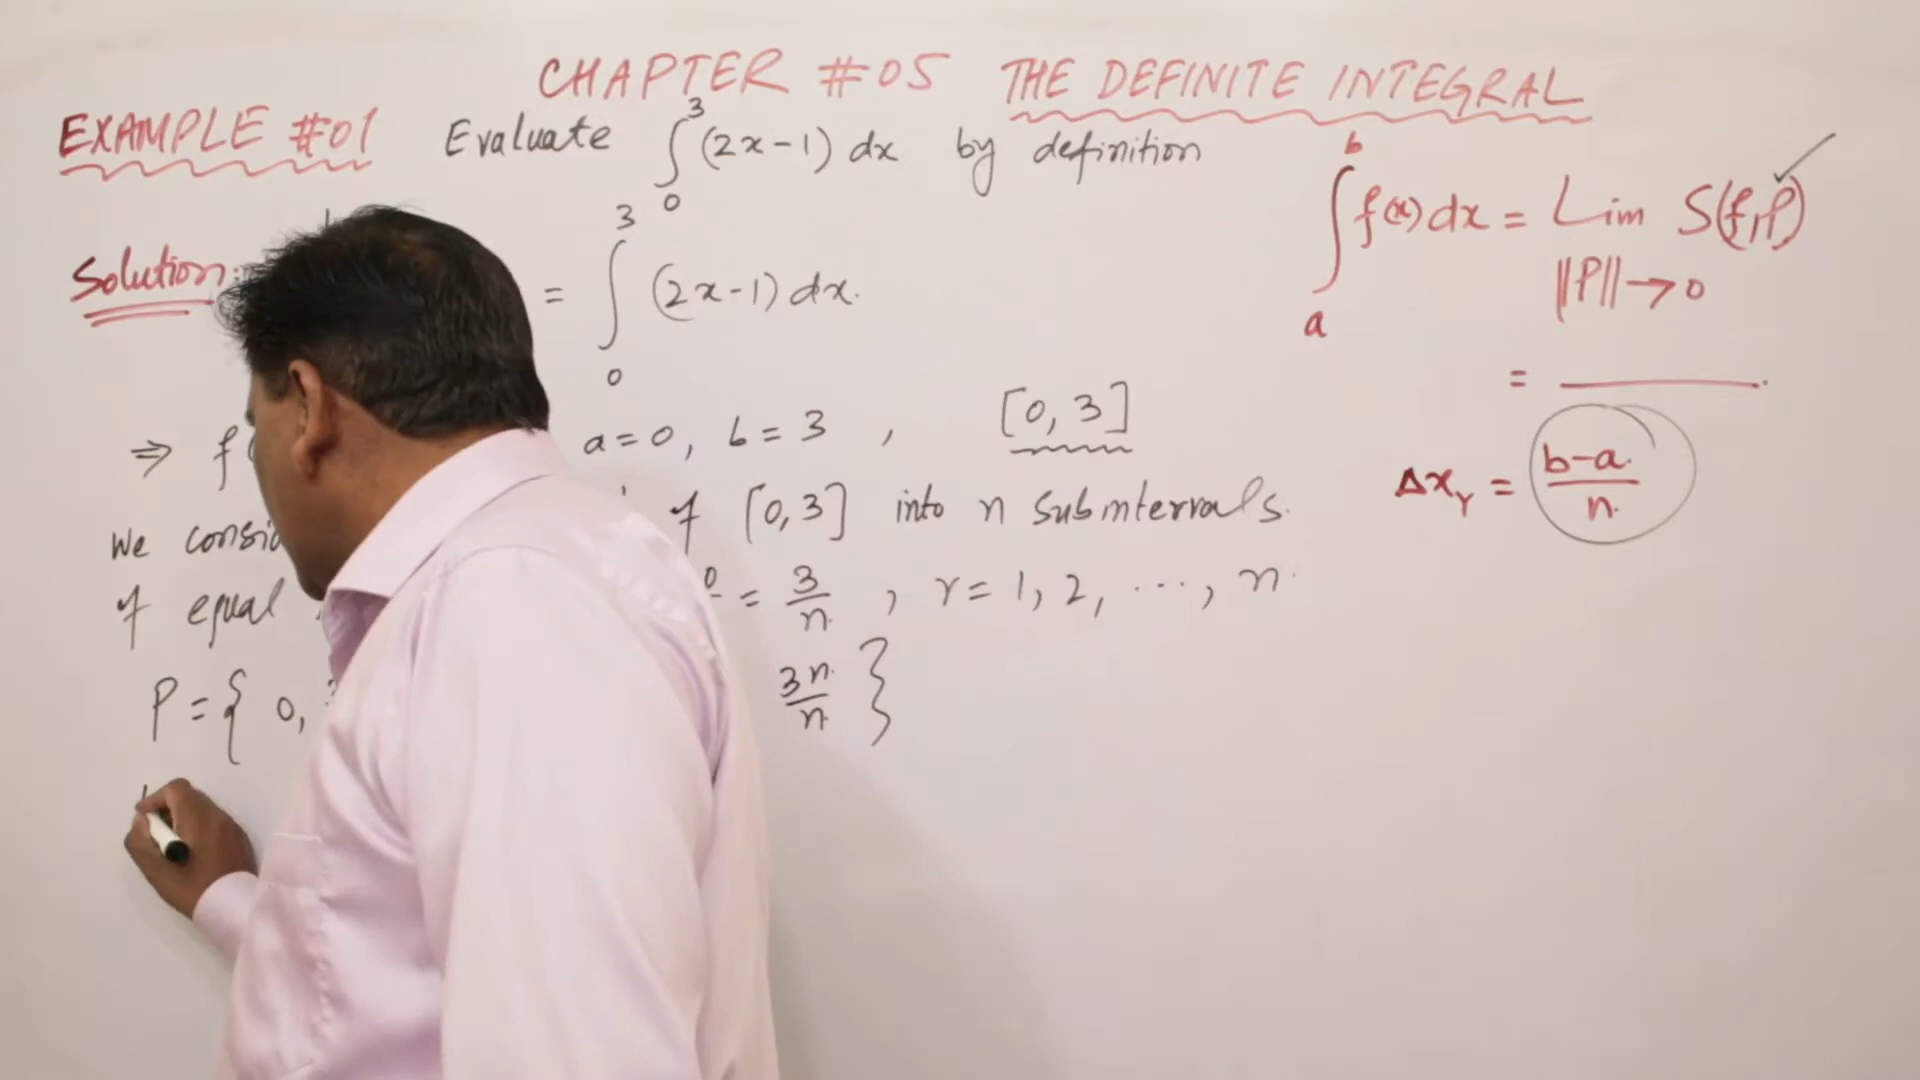 CHAPTER #05 THE DEFINITE INTEGRAL
EXAMPLE #01 Evaluate ∫₀³ (2x-1) dx by definition
∫ₐᵇ f(x) dx = Lim S(f,P)
||P|| → 0
Solution: = ∫₀³ (2x-1) dx.
= ____.
⇒ f( a=0, b=3 , [0,3]
Δxᵣ = (b-a)/n.
We consid f [0,3] into n subintervals.
of equal = 3/n , r=1, 2, ..., n.
P = { 0, 3n/n }